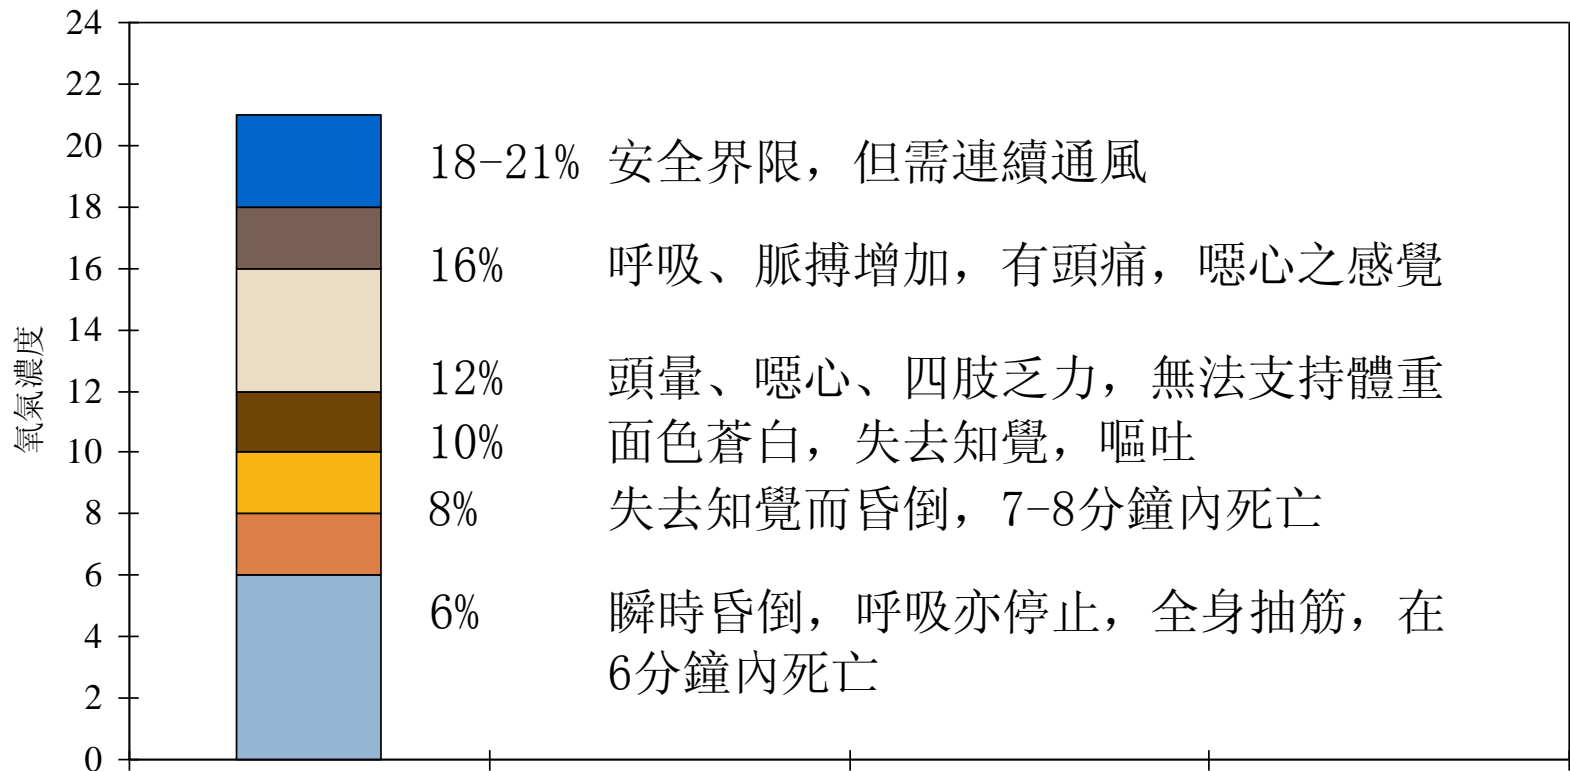 24
22
20
18
16
14
12
10
8
6
4
2
0
氧氣濃度
18-21% 安全界限，但需連續通風
16% 呼吸、脈搏增加，有頭痛，噁心之感覺
12% 頭暈、噁心、四肢乏力，無法支持體重
10% 面色蒼白，失去知覺，嘔吐
8% 失去知覺而昏倒，7-8分鐘內死亡
6% 瞬時昏倒，呼吸亦停止，全身抽筋，在
6分鐘內死亡